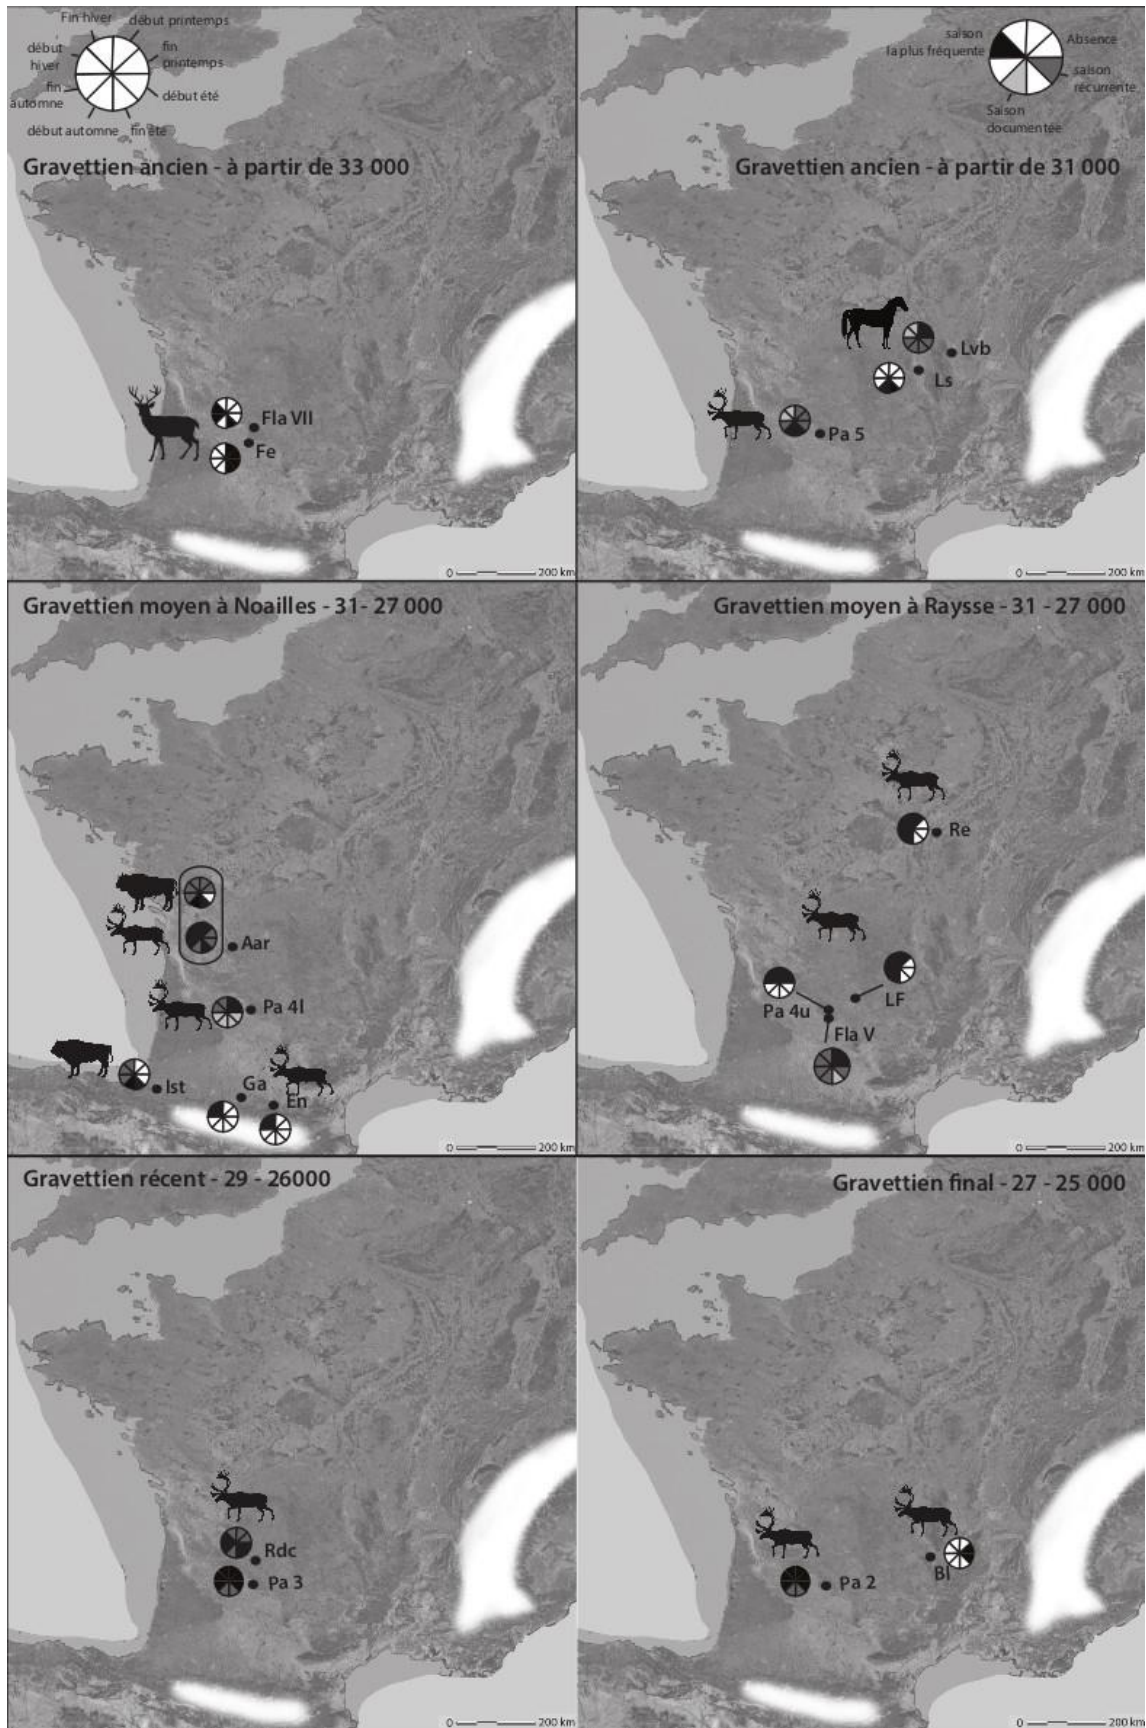 Fin hiver
début printemps
début
hiver
fin
printemps
fin
automne
début été
début automne
fin été
Gravettien ancien - à partir de 33 000
Fla VII
Fe
0
200 km
saison
la plus fréquente
Absence
saison
récurrente
Saison
documentée
Gravettien ancien - à partir de 31 000
Lvb
Ls
Pa 5
0
200 km
Gravettien moyen à Noailles - 31- 27 000
Aar
Pa 4l
Ist
Ga
En
0
200 km
Gravettien moyen à Raysse - 31 - 27 000
Re
LF
Pa 4u
Fla V
0
200 km
Gravettien récent - 29 - 26000
Rdc
Pa 3
0
200 km
Gravettien final - 27 - 25 000
Bl
Pa 2
0
200 km